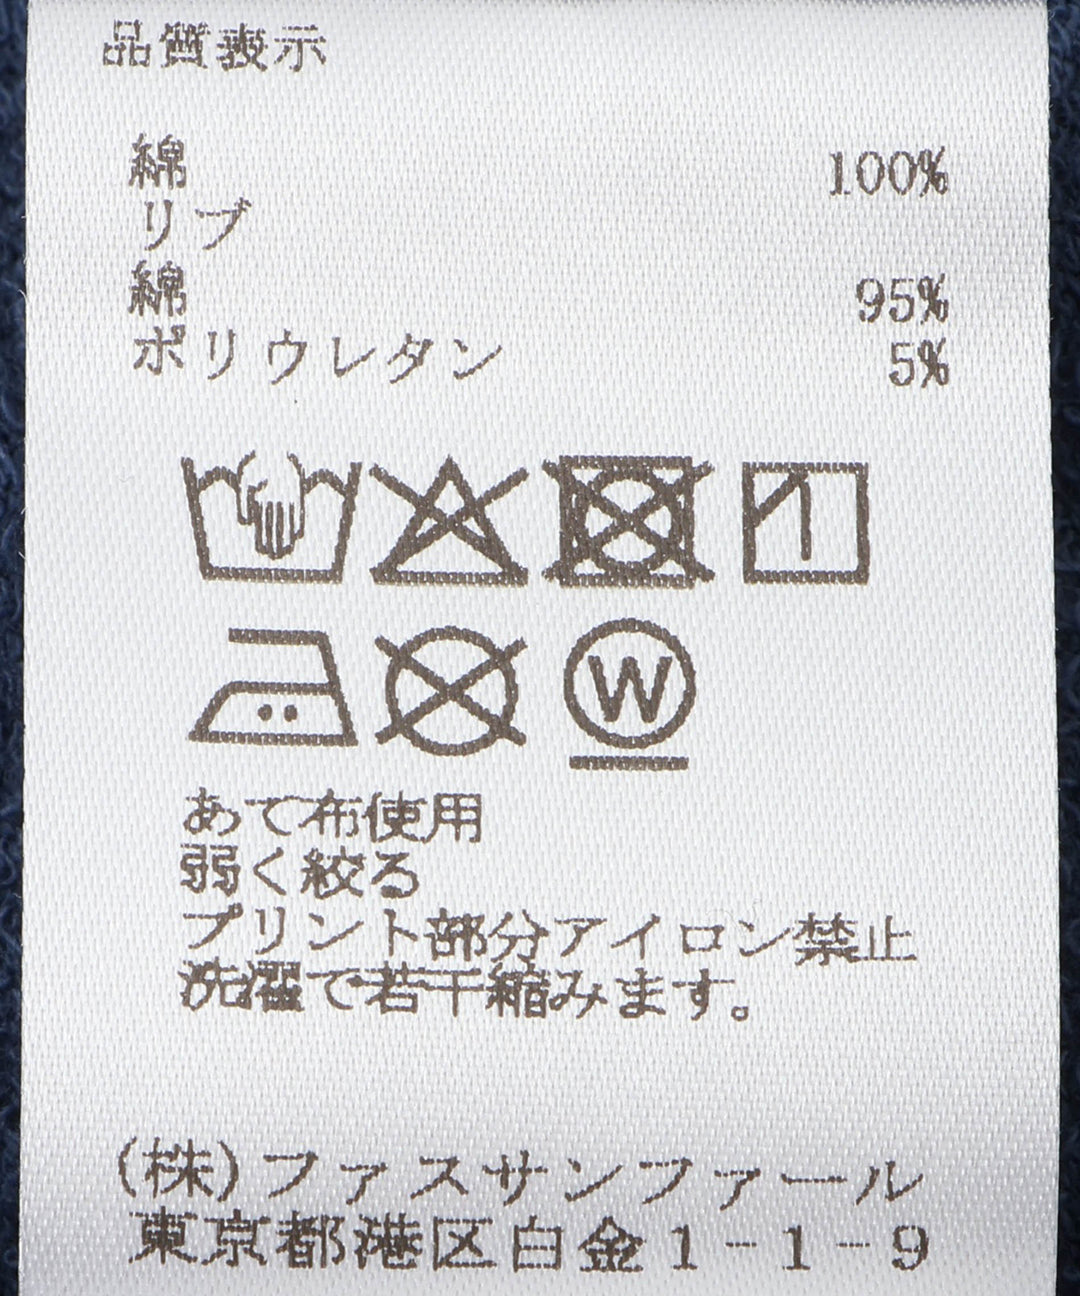 品質表示
綿 100%
リブ
綿 95%
ポリウレタン 5%
W
あて布使用
弱く絞る
プリント部分アイロン禁止
洗濯で若干縮みます。
(株)ファスサンファール
東京都港区白金1-1-9